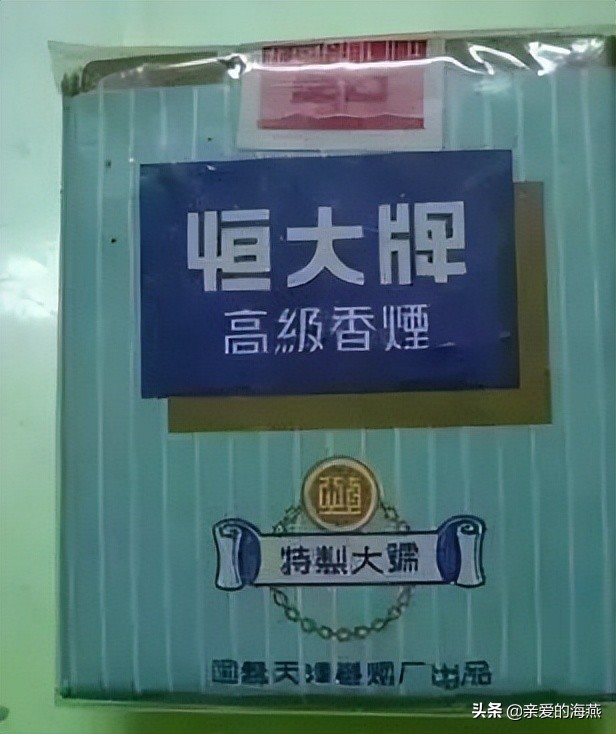 恒大牌
高級香煙
特製大號
國營天津卷烟厂出品
头条 @亲爱的海燕